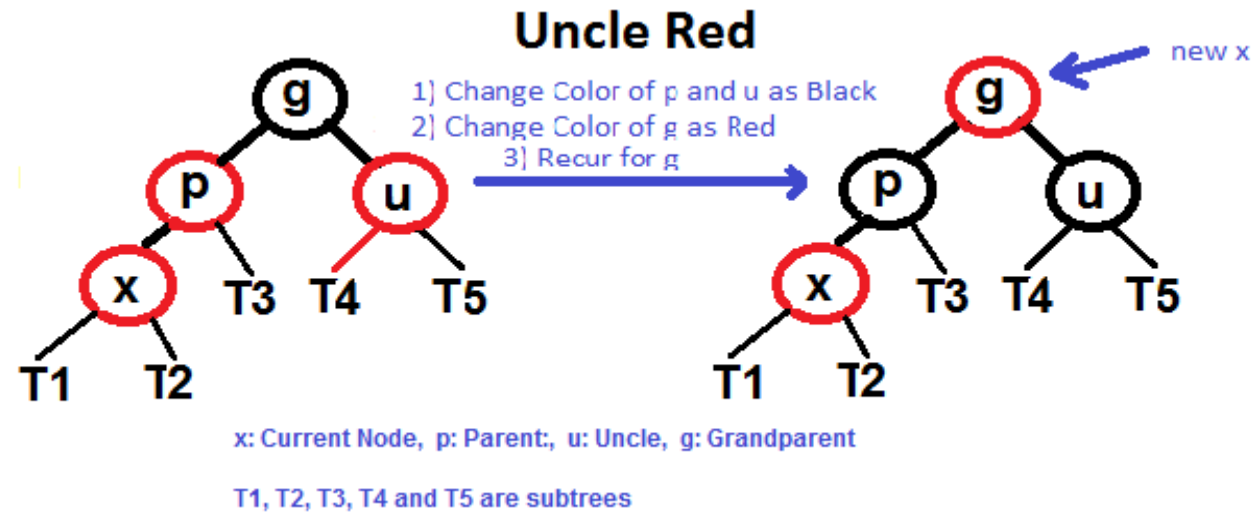 Uncle Red
new x
g
1) Change Color of p and u as Black
2) Change Color of g as Red
3) Recur for g
g
p
u
p
u
x
T3
T4
T5
x
T3
T4
T5
T1
T2
T1
T2
x: Current Node, p: Parent:, u: Uncle, g: Grandparent
T1, T2, T3, T4 and T5 are subtrees